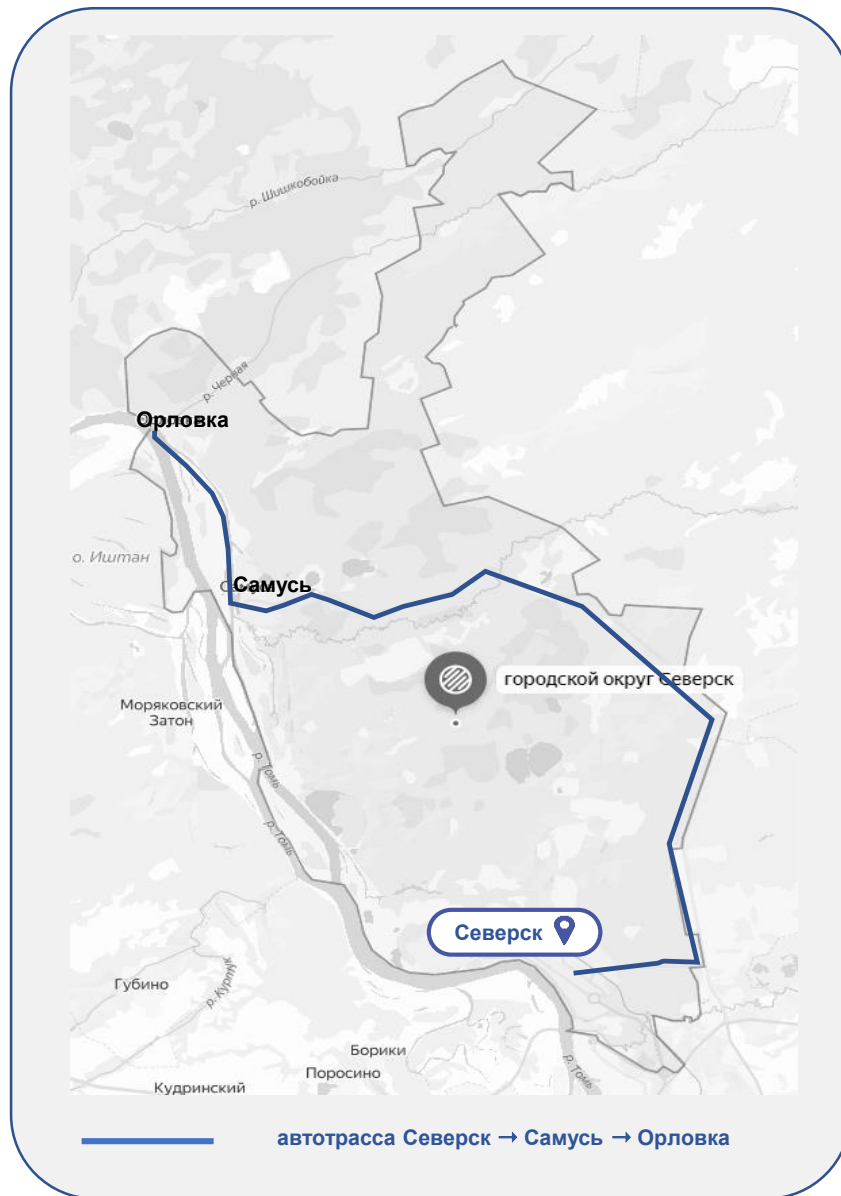 р. Шишкобойка
р. Черная
Орловка
о. Иштан
Самусь
городской округ Северск
Моряковский
Затон
р. Томь
р. Томь
Северск
Губино
р. Куртук
Борики
Поросино
р. Томь
Кудринский
автотрасса Северск → Самусь → Орловка